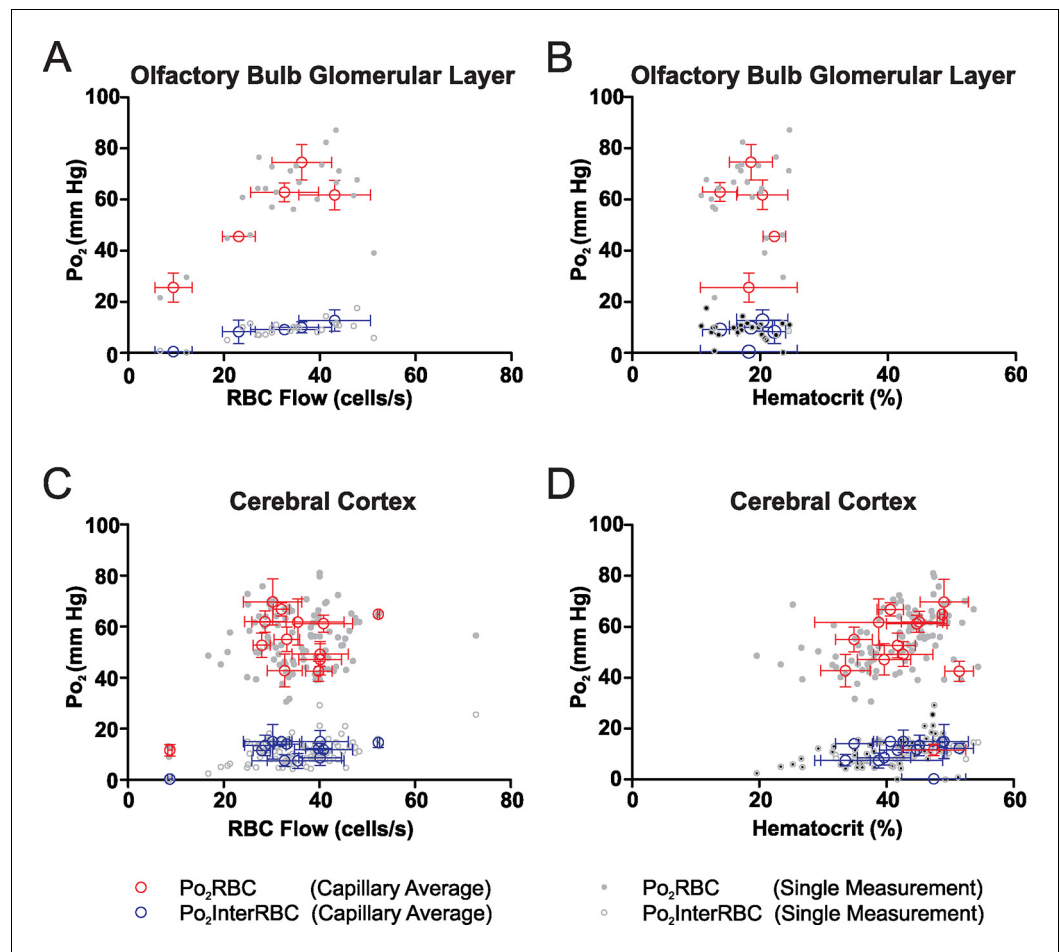 A
Olfactory Bulb Glomerular Layer
100
80
60
40
20
0
Po2 (mm Hg)
0 20 40 60 80
RBC Flow (cells/s)
B
Olfactory Bulb Glomerular Layer
100
80
60
40
20
0
Po2 (mm Hg)
0 20 40 60
Hematocrit (%)
C
Cerebral Cortex
100
80
60
40
20
0
Po2 (mm Hg)
0 20 40 60 80
RBC Flow (cells/s)
D
Cerebral Cortex
100
80
60
40
20
0
Po2 (mm Hg)
0 20 40 60
Hematocrit (%)
Po2RBC (Capillary Average)
Po2InterRBC (Capillary Average)
Po2RBC (Single Measurement)
Po2InterRBC (Single Measurement)